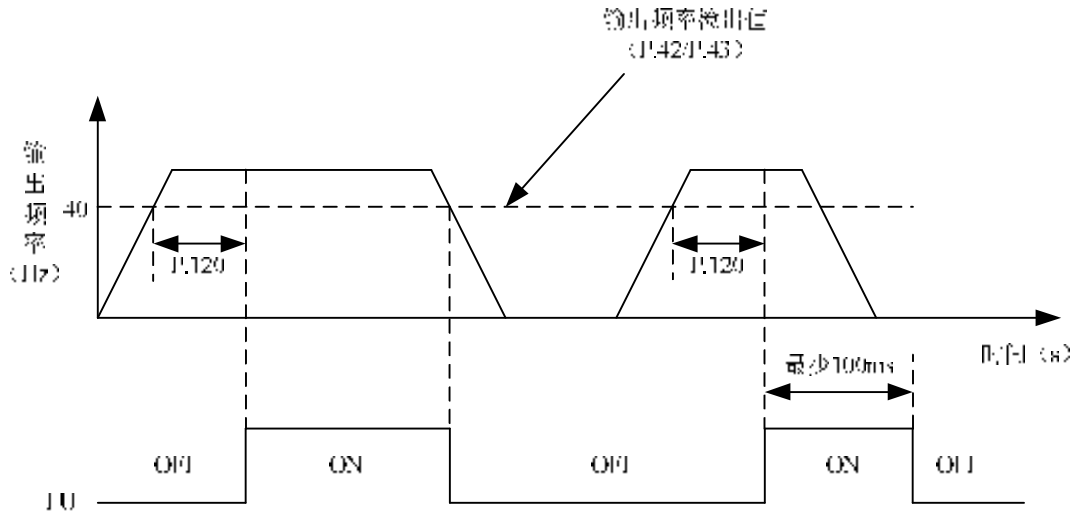 输出频率检出值
(P.42/P.43)
输出频率
(Hz)
40
P.120
P.120
时间(s)
最少100ms
OFF
ON
OFF
ON
OFF
FU